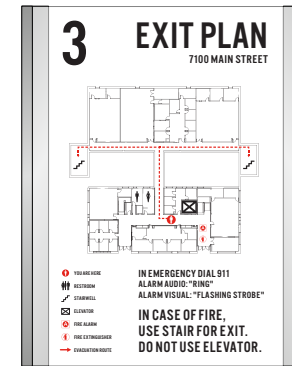 3
EXIT PLAN
7100 MAIN STREET
YOU ARE HERE
RESTROOM
STAIRWELL
ELEVATOR
FIRE ALARM
FIRE EXTINGUISHER
EVACUATION ROUTE
IN EMERGENCY DIAL 911
ALARM AUDIO: "RING"
ALARM VISUAL: "FLASHING STROBE"
IN CASE OF FIRE,
USE STAIR FOR EXIT.
DO NOT USE ELEVATOR.